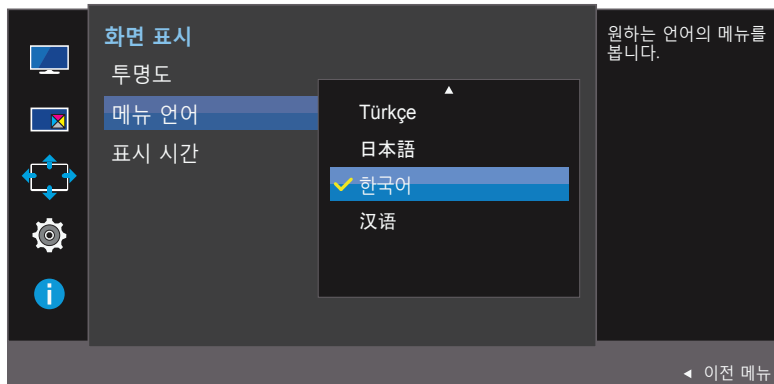 화면 표시
투명도
메뉴 언어
표시 시간
Türkçe
日本語
한국어
汉语
원하는 언어의 메뉴를
봅니다.
이전 메뉴